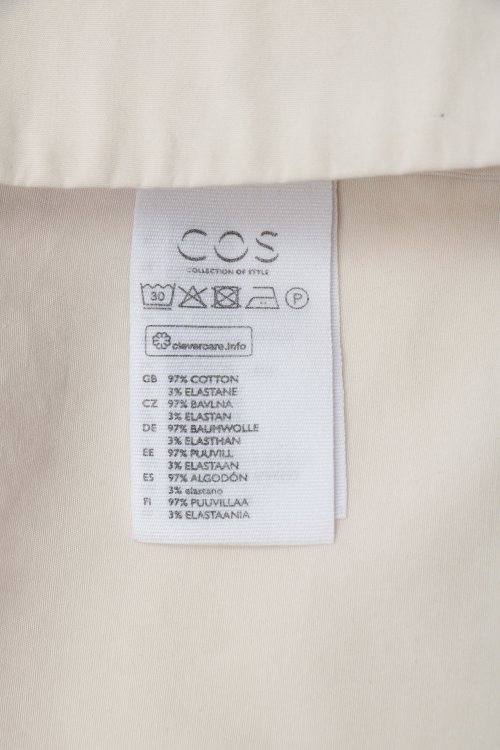 COS
COLLECTION OF STYLE
30 P
clevercare.info
GB 97% COTTON
3% ELASTANE
CZ 97% BAVLNA
3% ELASTAN
DE 97% BAUMWOLLE
3% ELASTHAN
EE 97% PUUVILL
3% ELASTAAN
ES 97% ALGODÓN
3% elastano
FI 97% PUUVILLAA
3% ELASTAANIA